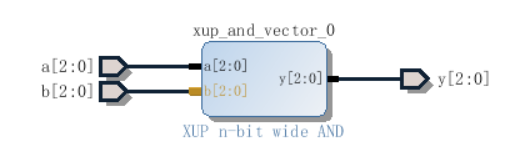 xup_and_vector_0
a[2:0] a[2:0] y[2:0] y[2:0]
b[2:0] b[2:0]
XUP n-bit wide AND